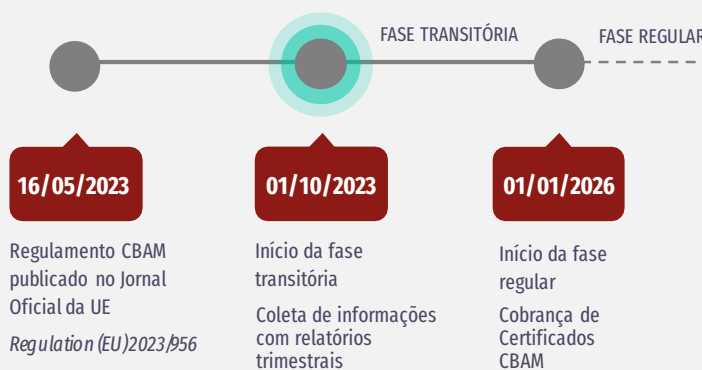 FASE TRANSITÓRIA
FASE REGULAR
16/05/2023
01/10/2023
01/01/2026
Regulamento CBAM
publicado no Jornal
Oficial da UE
Regulation (EU)2023/956
Início da fase
transitória
Coleta de informações
com relatórios
trimestrais
Início da fase
regular
Cobrança de
Certificados
CBAM